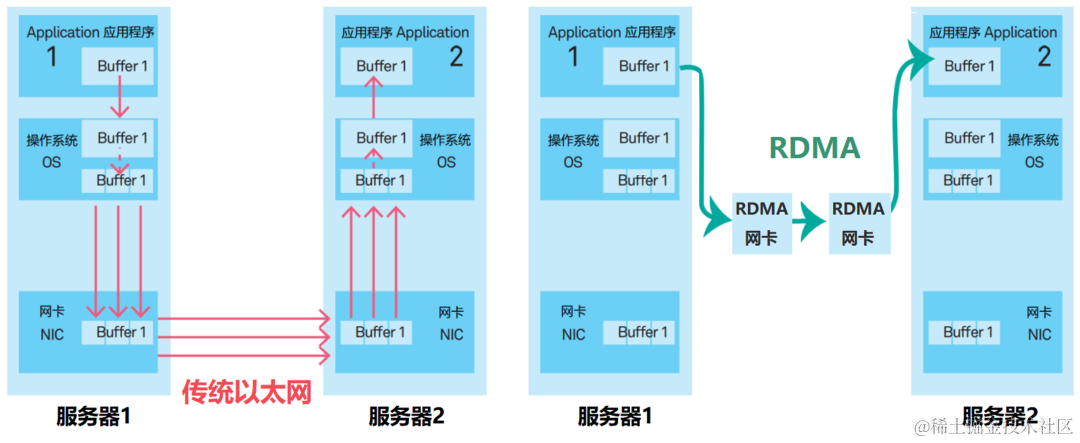 Application 应用程序
1
Buffer 1
操作系统
OS
Buffer 1
Buffer 1
网卡
NIC
Buffer 1
服务器1
应用程序 Application
2
Buffer 1
Buffer 1
操作系统
OS
Buffer 1
网卡
NIC
Buffer 1
服务器2
传统以太网
Application 应用程序
1
Buffer 1
操作系统
OS
Buffer 1
Buffer 1
网卡
NIC
Buffer 1
服务器1
RDMA
RDMA
网卡
RDMA
网卡
应用程序 Application
2
Buffer 1
Buffer 1
操作系统
OS
Buffer 1
网卡
NIC
Buffer 1
服务器2
@稀土掘金技术社区